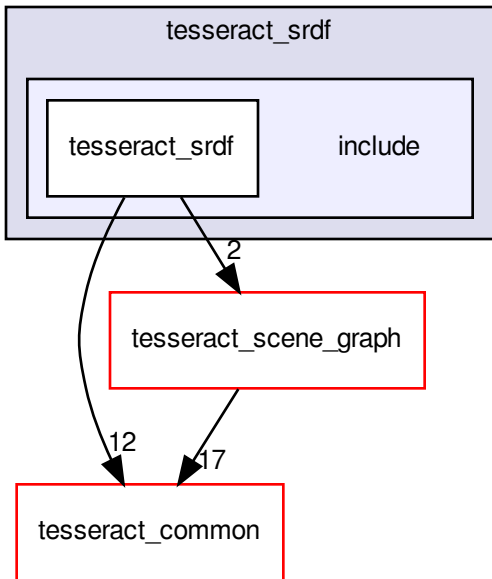 tesseract_srdf
tesseract_srdf
include
2
tesseract_scene_graph
12
17
tesseract_common